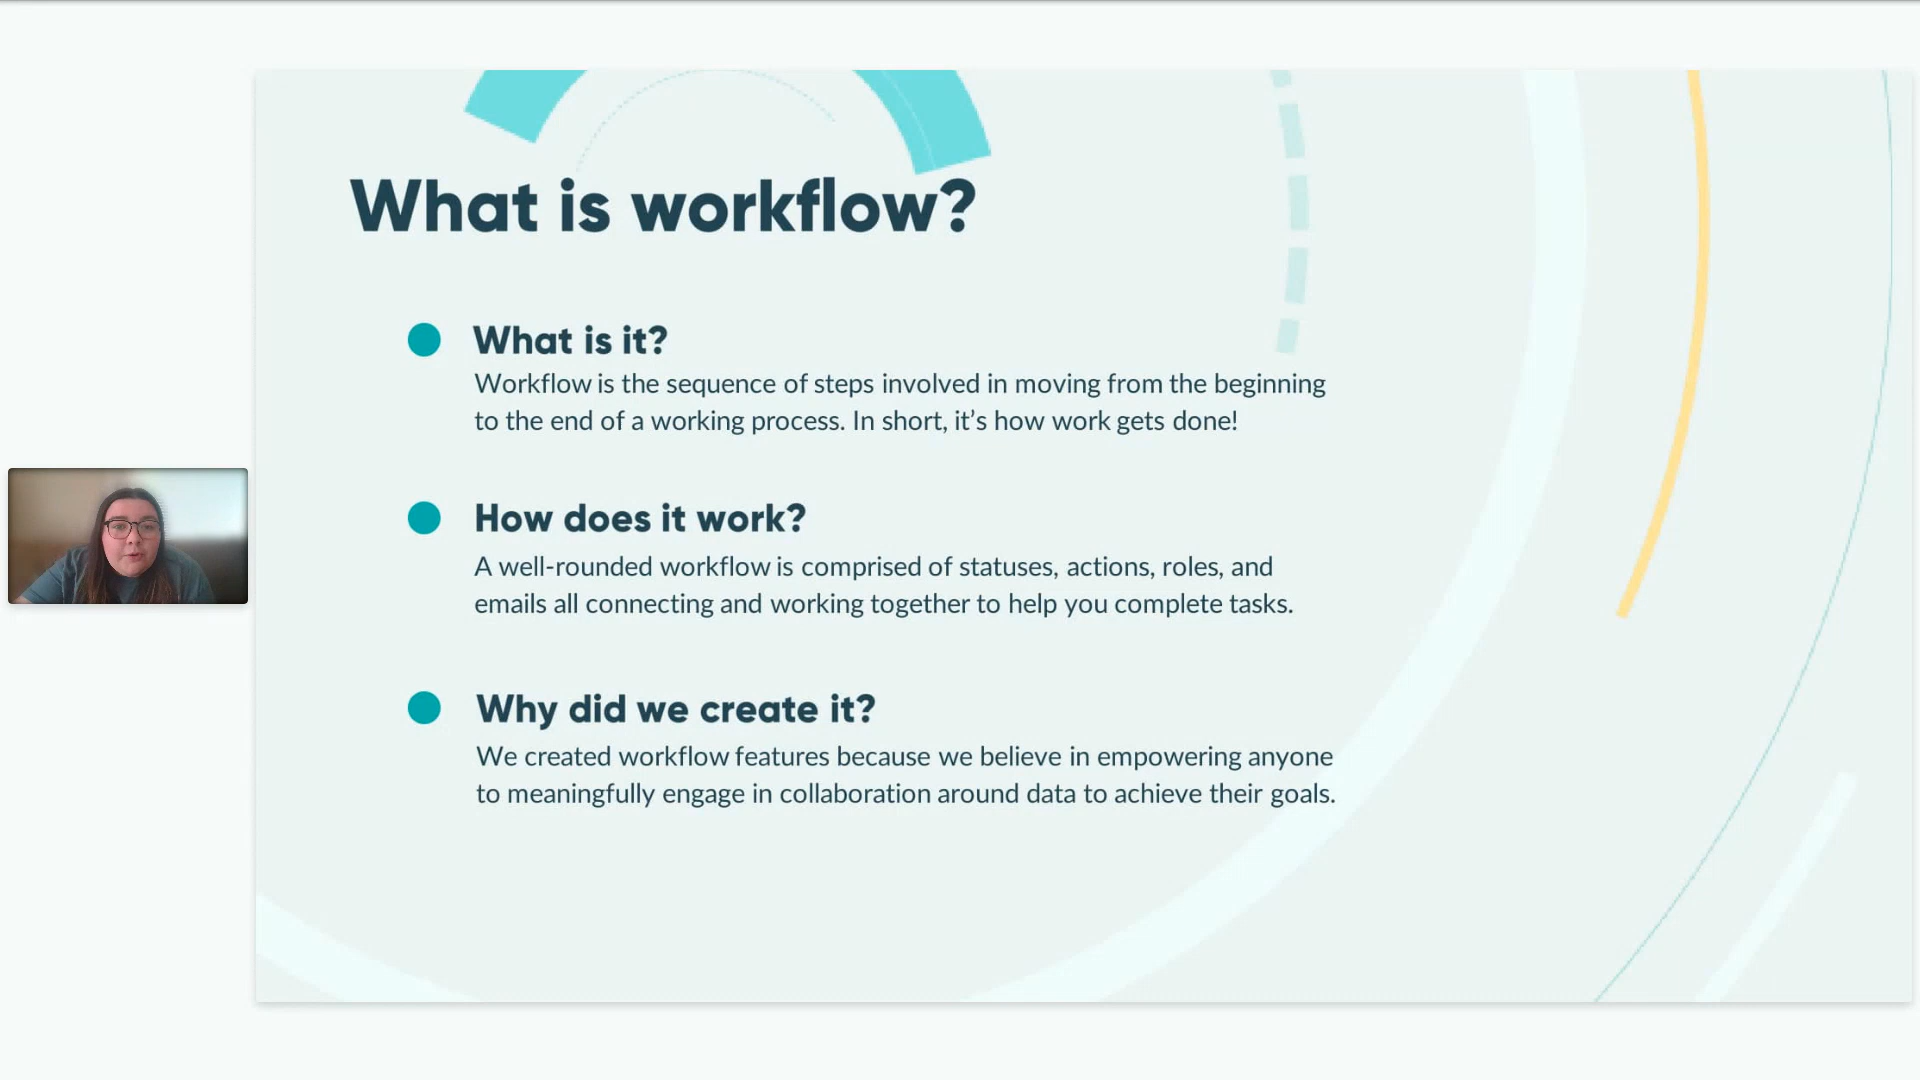 What is workflow?
What is it?
Workflow is the sequence of steps involved in moving from the beginning
to the end of a working process. In short, it’s how work gets done!
How does it work?
A well-rounded workflow is comprised of statuses, actions, roles, and
emails all connecting and working together to help you complete tasks.
Why did we create it?
We created workflow features because we believe in empowering anyone
to meaningfully engage in collaboration around data to achieve their goals.